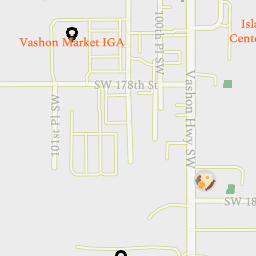 Isla
Cente
Vashon Market IGA
100th Pl SW
SW 178th St
Vashon Hwy SW
101st Pl SW
SW 18